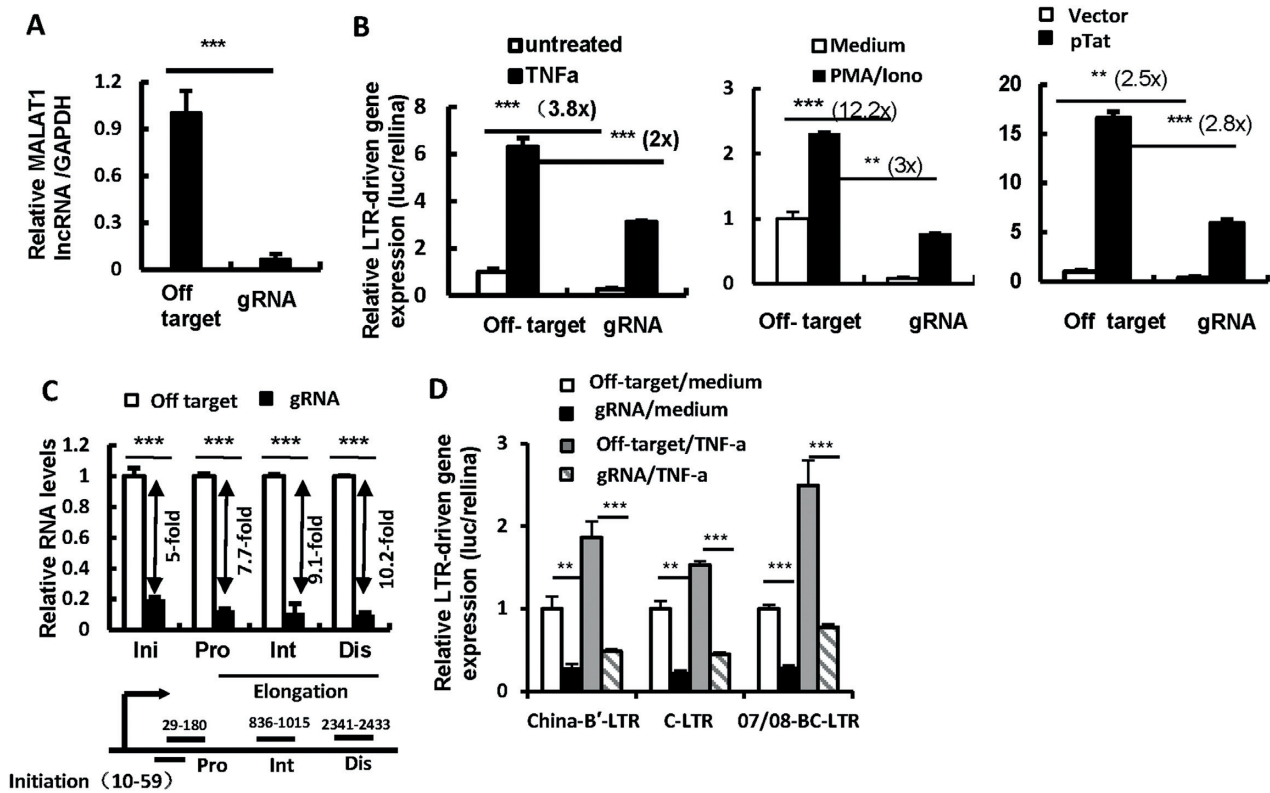 A
***
Relative MALAT1
lncRNA /GAPDH
1.2
0.9
0.6
0.3
0
Off
target
gRNA
B
untreated
TNFa
Relative LTR-driven gene
expression (luc/rellina)
8
6
4
2
0
*** (3.8x)
*** (2x)
Off- target
gRNA
Medium
PMA/Iono
3
2
1
0
*** (12.2x)
** (3x)
Off- target
gRNA
Vector
pTat
20
15
10
5
0
** (2.5x)
*** (2.8x)
Off target
gRNA
C
Off target
gRNA
Relative RNA levels
1.2
1
0.8
0.6
0.4
0.2
0
***
***
***
***
5-fold
7.7-fold
9.1-fold
10.2-fold
Ini
Pro
Int
Dis
Elongation
29-180
836-1015
2341-2433
Pro
Int
Dis
Initiation (10-59)
D
Off-target/medium
gRNA/medium
Off-target/TNF-a
gRNA/TNF-a
Relative LTR-driven gene
expression (luc/rellina)
3
2
1
0
**
***
**
***
***
***
China-B′-LTR
C-LTR
07/08-BC-LTR